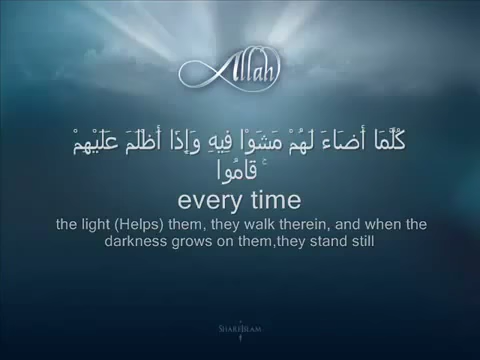 Allah
كُلَّمَا أَضَاءَ لَهُمْ مَشَوْا فِيهِ وَإِذَا أَظْلَمَ عَلَيْهِمْ
قَامُوا ۚ
every time
the light (Helps) them, they walk therein, and when the
darkness grows on them,they stand still
SHAREISLAM